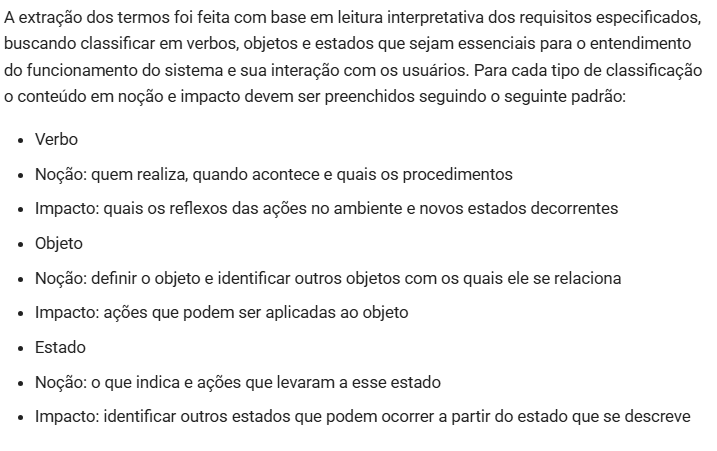 A extração dos termos foi feita com base em leitura interpretativa dos requisitos especificados,
buscando classificar em verbos, objetos e estados que sejam essenciais para o entendimento
do funcionamento do sistema e sua interação com os usuários. Para cada tipo de classificação
o conteúdo em noção e impacto devem ser preenchidos seguindo o seguinte padrão:
• Verbo
• Noção: quem realiza, quando acontece e quais os procedimentos
• Impacto: quais os reflexos das ações no ambiente e novos estados decorrentes
• Objeto
• Noção: definir o objeto e identificar outros objetos com os quais ele se relaciona
• Impacto: ações que podem ser aplicadas ao objeto
• Estado
• Noção: o que indica e ações que levaram a esse estado
• Impacto: identificar outros estados que podem ocorrer a partir do estado que se descreve